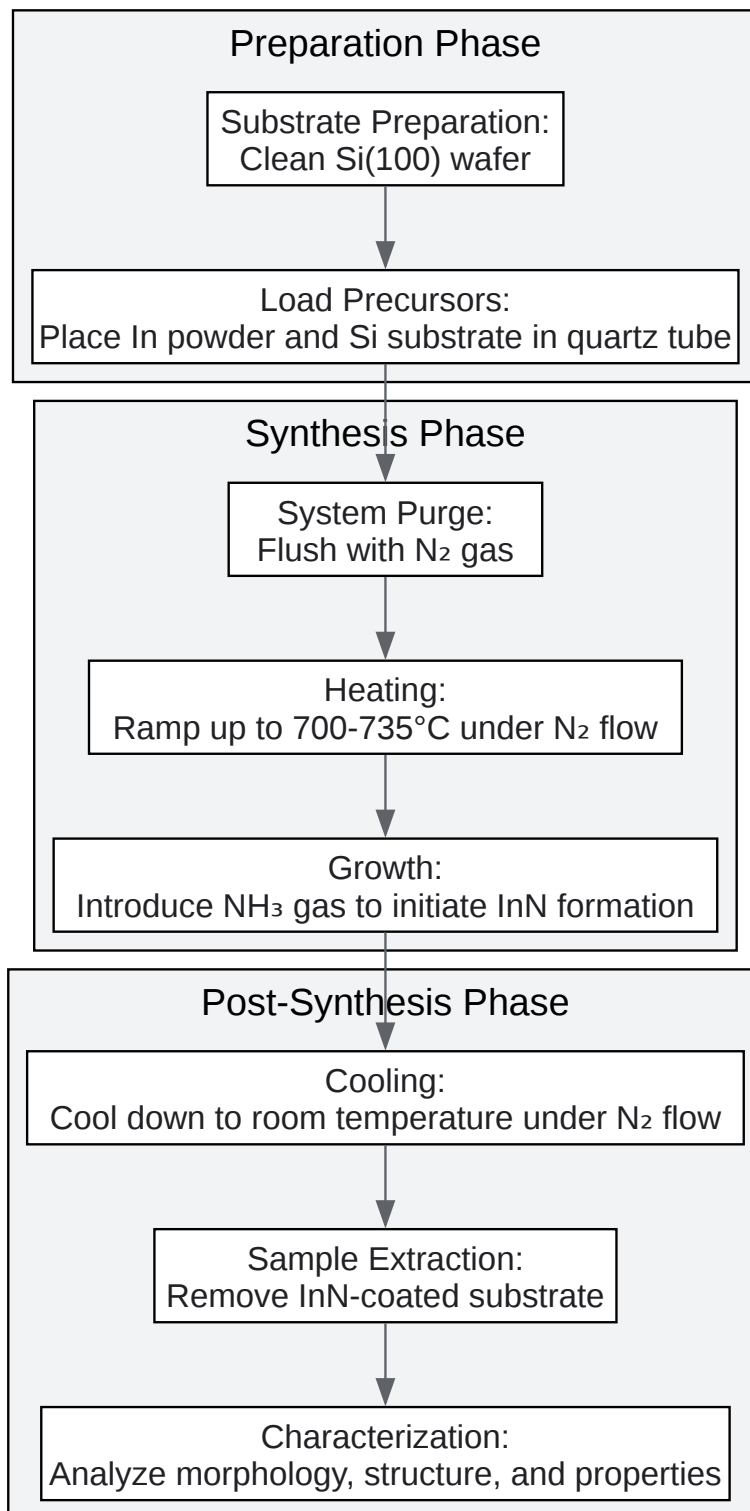 Preparation Phase
Substrate Preparation:
Clean Si(100) wafer
Load Precursors:
Place In powder and Si substrate in quartz tube
Synthesis Phase
System Purge:
Flush with N₂ gas
Heating:
Ramp up to 700-735°C under N₂ flow
Growth:
Introduce NH₃ gas to initiate InN formation
Post-Synthesis Phase
Cooling:
Cool down to room temperature under N₂ flow
Sample Extraction:
Remove InN-coated substrate
Characterization:
Analyze morphology, structure, and properties